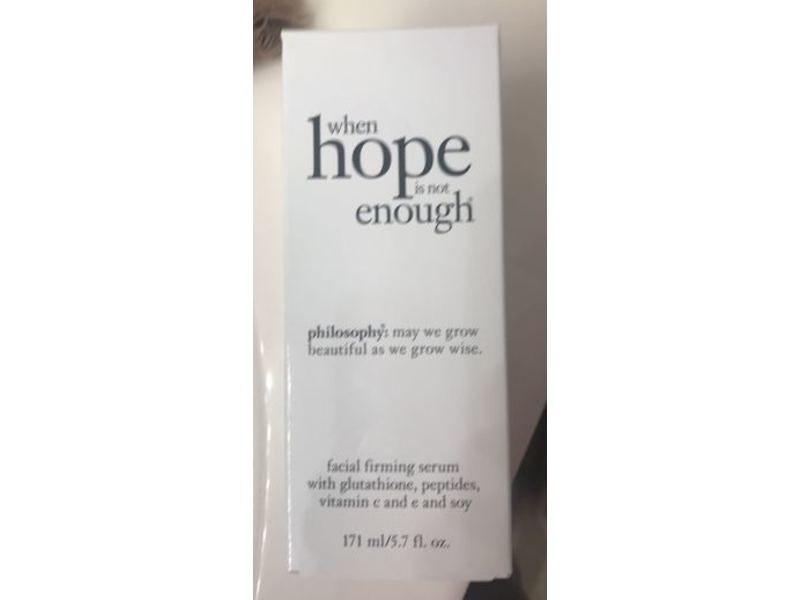 when
hope
is not
enough®
philosophy®: may we grow
beautiful as we grow wise.
facial firming serum
with glutathione, peptides,
vitamin c and e and soy
171 ml/5.7 fl. oz.